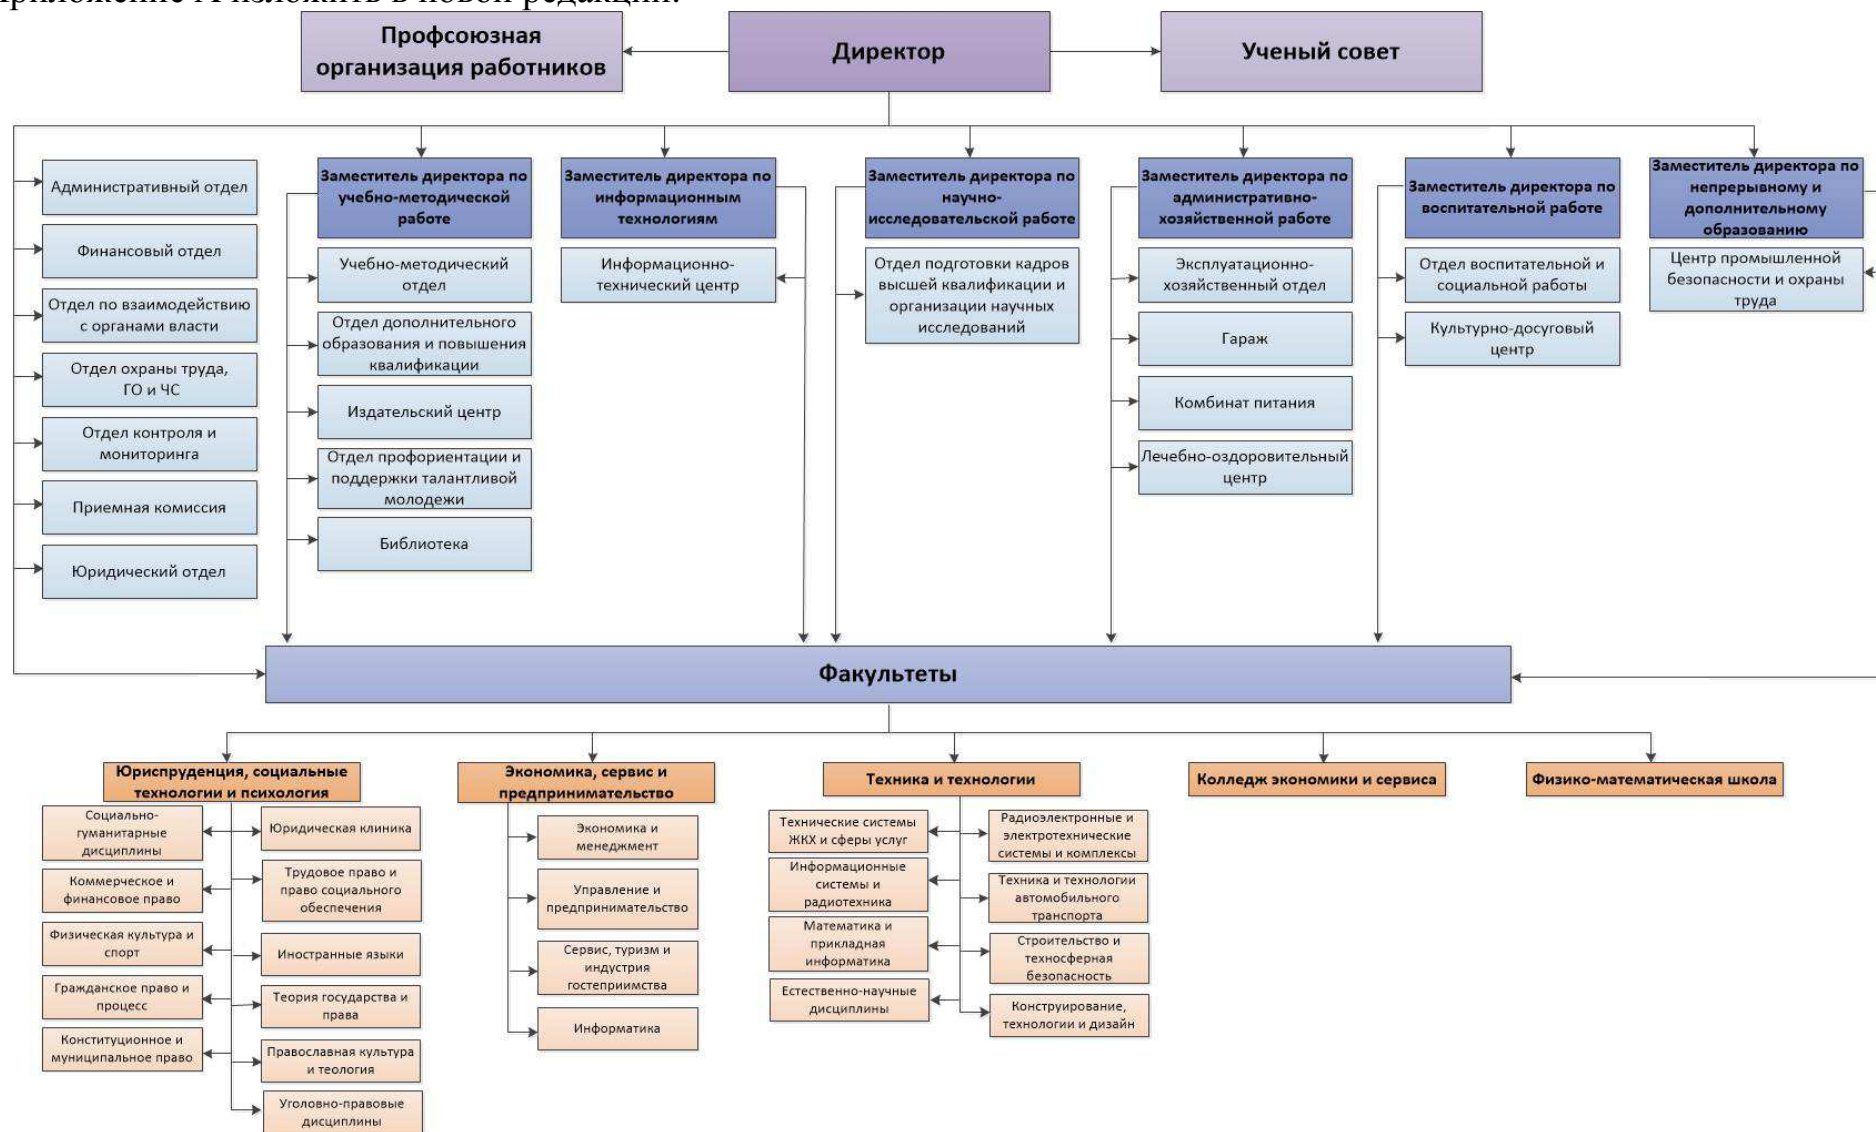 Приложение А изложить в новой редакции:
Профсоюзная
организация работников
Директор
Ученый совет
Административный отдел
Финансовый отдел
Отдел по взаимодействию
с органами власти
Отдел охраны труда,
ГО и ЧС
Отдел контроля и
мониторинга
Приемная комиссия
Юридический отдел
Заместитель директора по
учебно-методической
работе
Учебно-методический
отдел
Отдел дополнительного
образования и повышения
квалификации
Издательский центр
Отдел профориентации и
поддержки талантливой
молодежи
Библиотека
Заместитель директора по
информационным
технологиям
Информационно-
технический центр
Заместитель директора по
научно-
исследовательской работе
Отдел подготовки кадров
высшей квалификации и
организации научных
исследований
Заместитель директора по
административно-
хозяйственной работе
Эксплуатационно-
хозяйственный отдел
Гараж
Комбинат питания
Лечебно-оздоровительный
центр
Заместитель директора по
воспитательной работе
Отдел воспитательной и
социальной работы
Культурно-досуговый
центр
Заместитель директора по
непрерывному и
дополнительному
образованию
Центр промышленной
безопасности и охраны
труда
Факультеты
Юриспруденция, социальные
технологии и психология
Социально-
гуманитарные
дисциплины
Коммерческое и
финансовое право
Физическая культура и
спорт
Гражданское право и
процесс
Конституционное и
муниципальное право
Юридическая клиника
Трудовое право и
право социального
обеспечения
Иностранные языки
Теория государства и
права
Православная культура
и теология
Уголовно-правовые
дисциплины
Экономика, сервис и
предпринимательство
Экономика и
менеджмент
Управление и
предпринимательство
Сервис, туризм и
индустрия
гостеприимства
Информатика
Техника и технологии
Технические системы
ЖКХ и сферы услуг
Информационные
системы и
радиотехника
Математика и
прикладная
информатика
Естественно-научные
дисциплины
Радиоэлектронные и
электротехнические
системы и комплексы
Техника и технологии
автомобильного
транспорта
Строительство и
техносферная
безопасность
Конструирование,
технологии и дизайн
Колледж экономики и сервиса
Физико-математическая школа